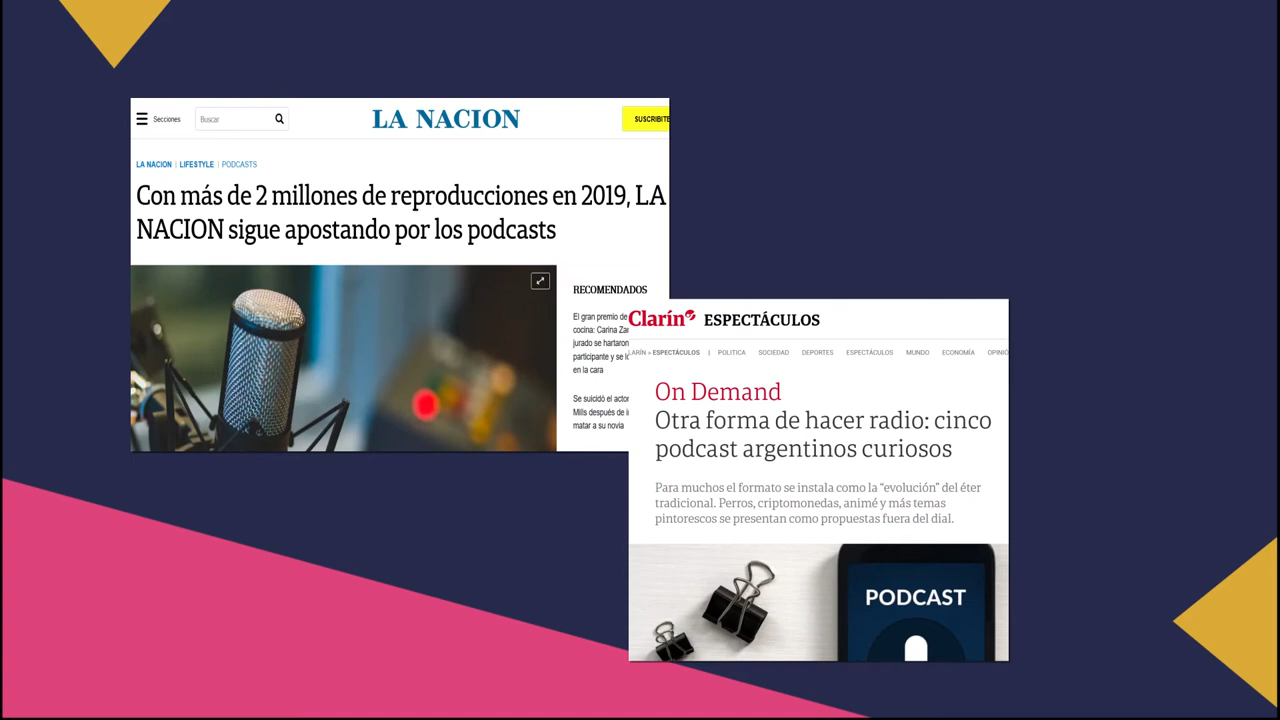 Secciones
Buscar
LA NACION
SUSCRIBITE
LA NACION | LIFESTYLE | PODCASTS
Con más de 2 millones de reproducciones en 2019, LA
NACION sigue apostando por los podcasts
RECOMENDADOS
El gran premio de
cocina: Carina
jurado se hartaron
participante y se
en la cara
Se suicidó el actor
Mills después de
matar a su novia
Clarín ESPECTÁCULOS
> ESPECTÁCULOS | POLITICA SOCIEDAD DEPORTES ESPECTÁCULOS MUNDO ECONOMÍA
On Demand
Otra forma de hacer radio: cinco
podcast argentinos curiosos
Para muchos el formato se instala como la “evolución” del éter
tradicional. Perros, criptomonedas, animé y más temas
pintorescos se presentan como propuestas fuera del dial.
PODCAST